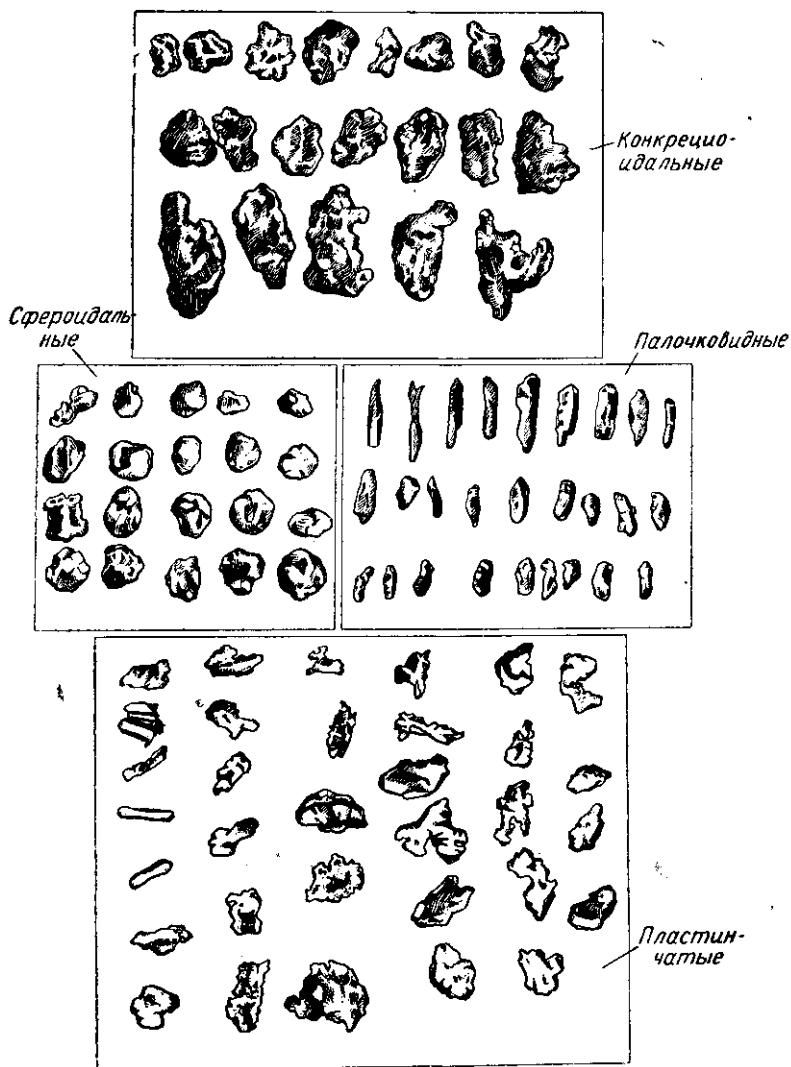 Конкрецио-
идальные
Сфероидаль-
ные
Палочковидные
Пластин-
чатые